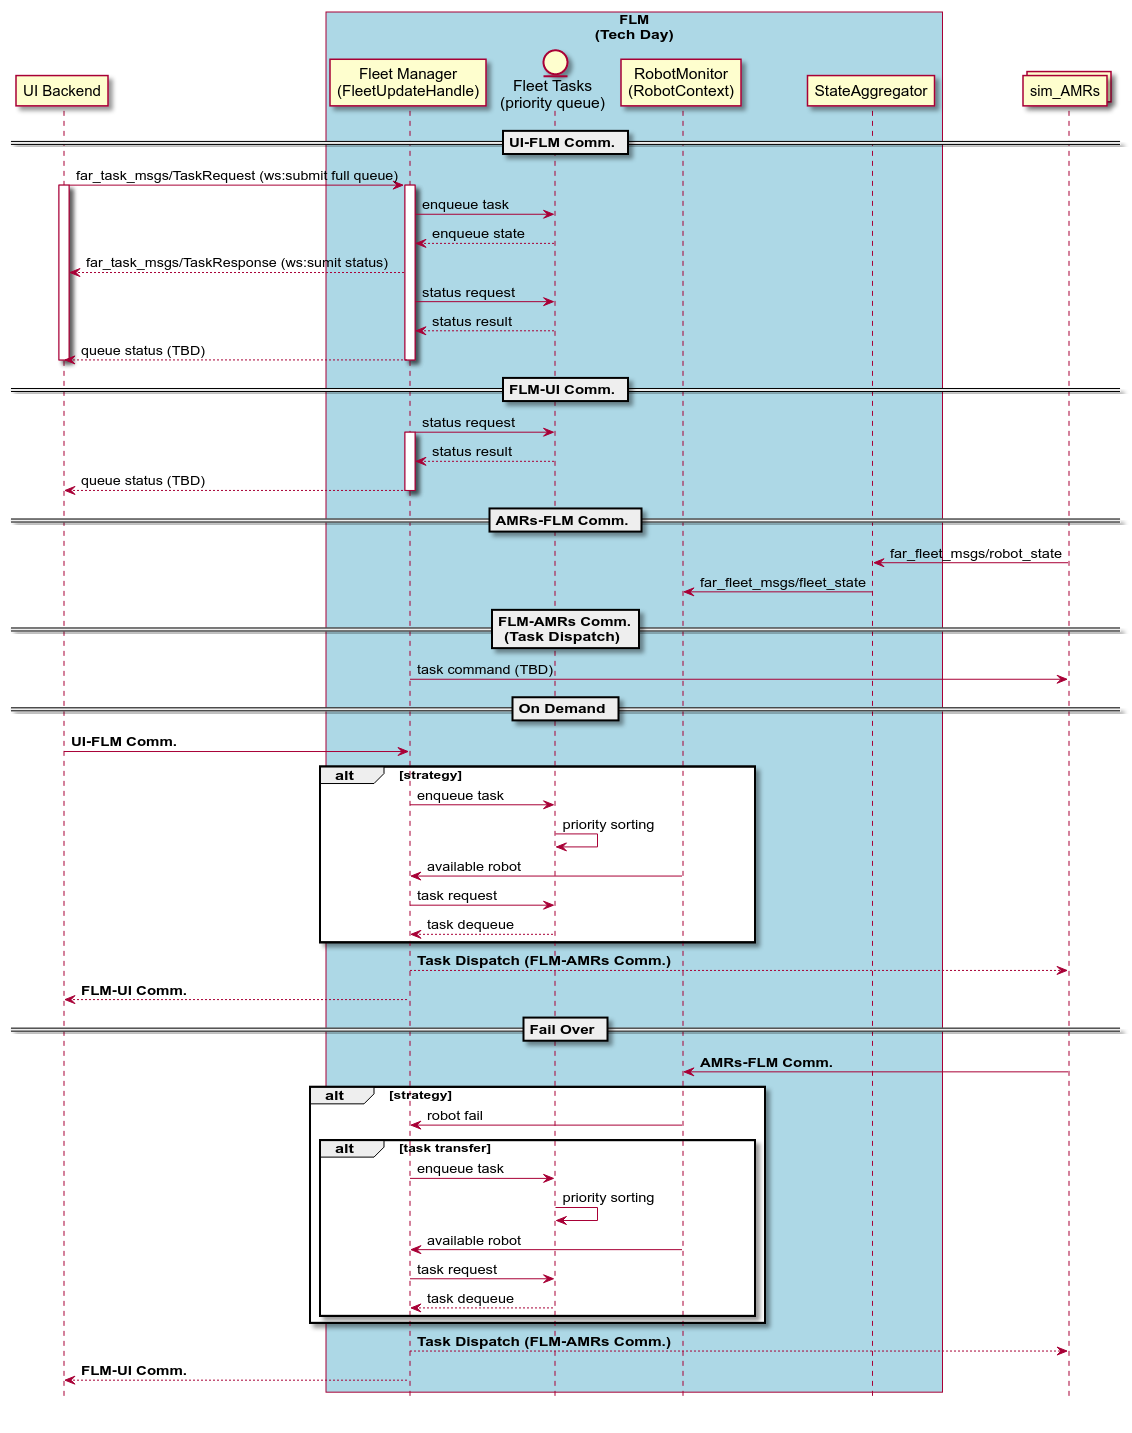 FLM
(Tech Day)
UI Backend
Fleet Manager
(FleetUpdateHandle)
Fleet Tasks
(priority queue)
RobotMonitor
(RobotContext)
StateAggregator
sim_AMRs
UI-FLM Comm.
far_task_msgs/TaskRequest (ws:submit full queue)
enqueue task
enqueue state
far_task_msgs/TaskResponse (ws:sumit status)
status request
status result
queue status (TBD)
FLM-UI Comm.
status request
status result
queue status (TBD)
AMRs-FLM Comm.
far_fleet_msgs/robot_state
far_fleet_msgs/fleet_state
FLM-AMRs Comm.
(Task Dispatch)
task command (TBD)
On Demand
UI-FLM Comm.
alt [strategy]
enqueue task
priority sorting
available robot
task request
task dequeue
Task Dispatch (FLM-AMRs Comm.)
FLM-UI Comm.
Fail Over
AMRs-FLM Comm.
alt [strategy]
robot fail
alt [task transfer]
enqueue task
priority sorting
available robot
task request
task dequeue
Task Dispatch (FLM-AMRs Comm.)
FLM-UI Comm.